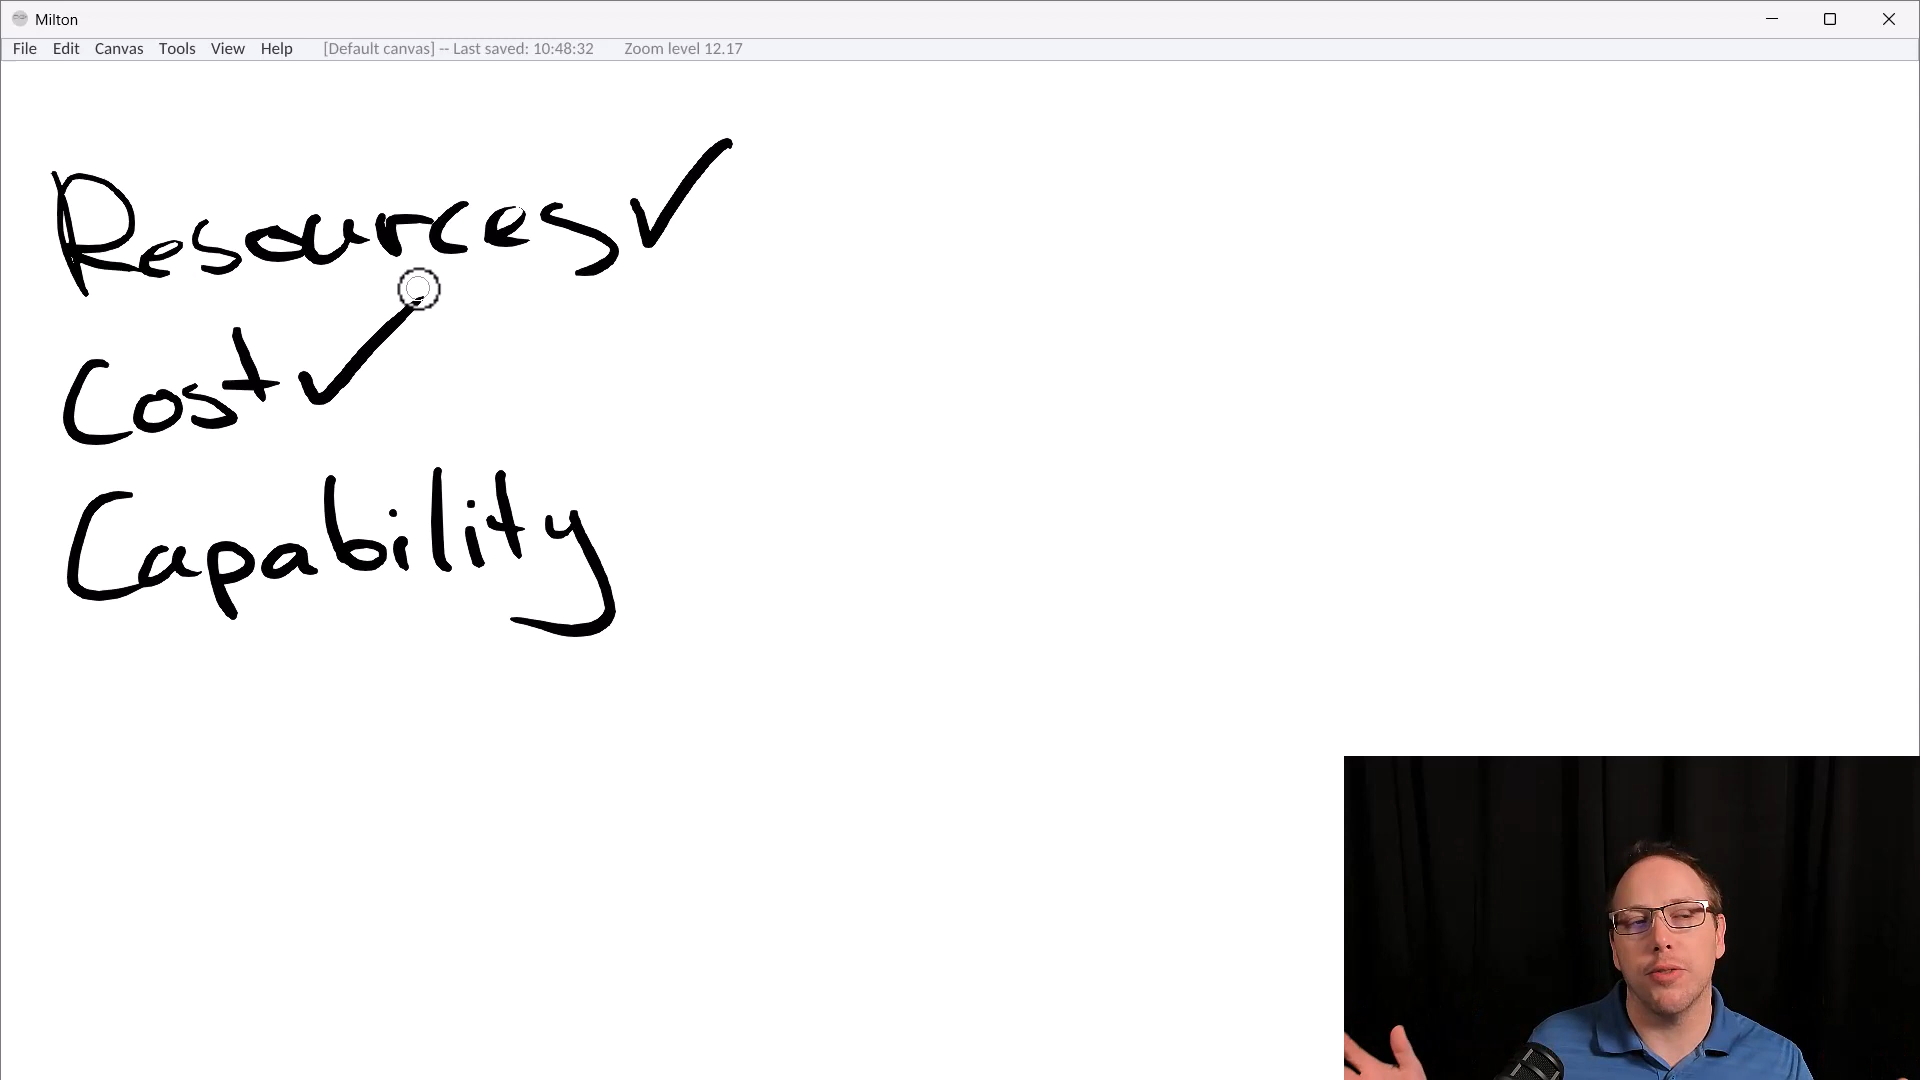 Milton
File Edit Canvas Tools View Help [Default canvas] -- Last saved: 10:48:32 Zoom level 12.17
Resources ✓
Cost ✓
Capability